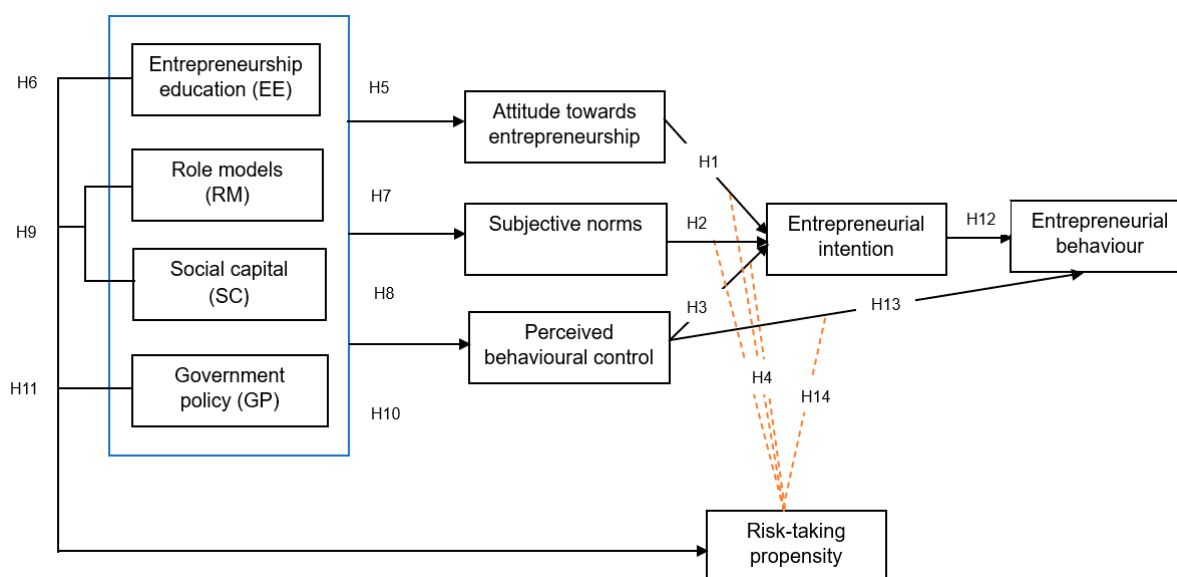 Entrepreneurship
education (EE)
H6
H5
Attitude towards
entrepreneurship
H1
Role models
(RM)
H7
H9
Subjective norms
H2
Entrepreneurial
intention
H12
Entrepreneurial
behaviour
Social capital
(SC)
H8
H3
H13
Perceived
behavioural control
Government
policy (GP)
H11
H10
H4
H14
Risk-taking
propensity